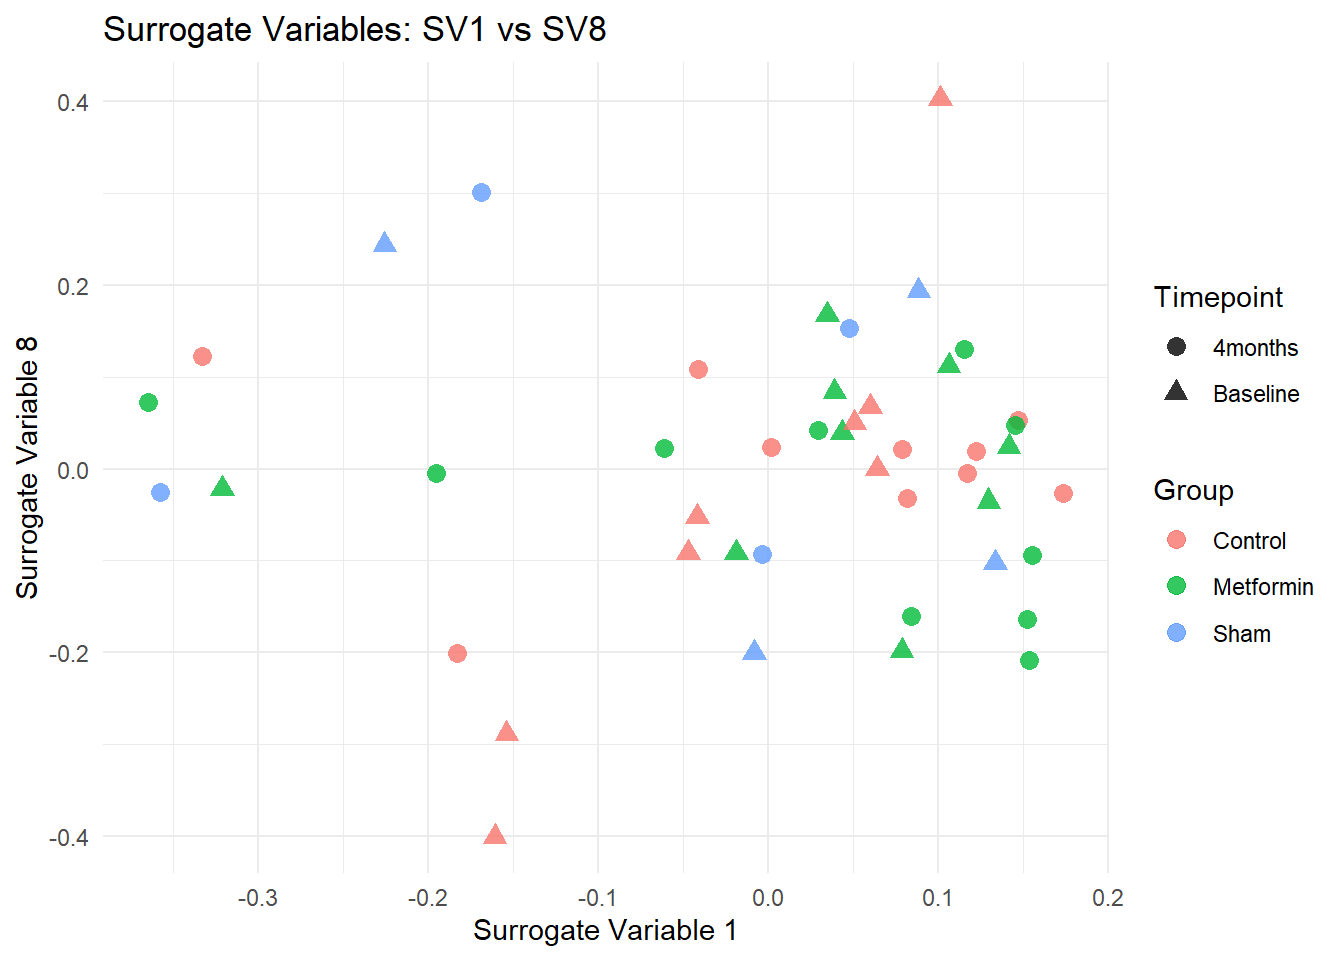 Surrogate Variables: SV1 vs SV8
Surrogate Variable 8
0.4
0.2
0.0
-0.2
-0.4
-0.3
-0.2
-0.1
0.0
0.1
0.2
Surrogate Variable 1
Timepoint
4months
Baseline
Group
Control
Metformin
Sham